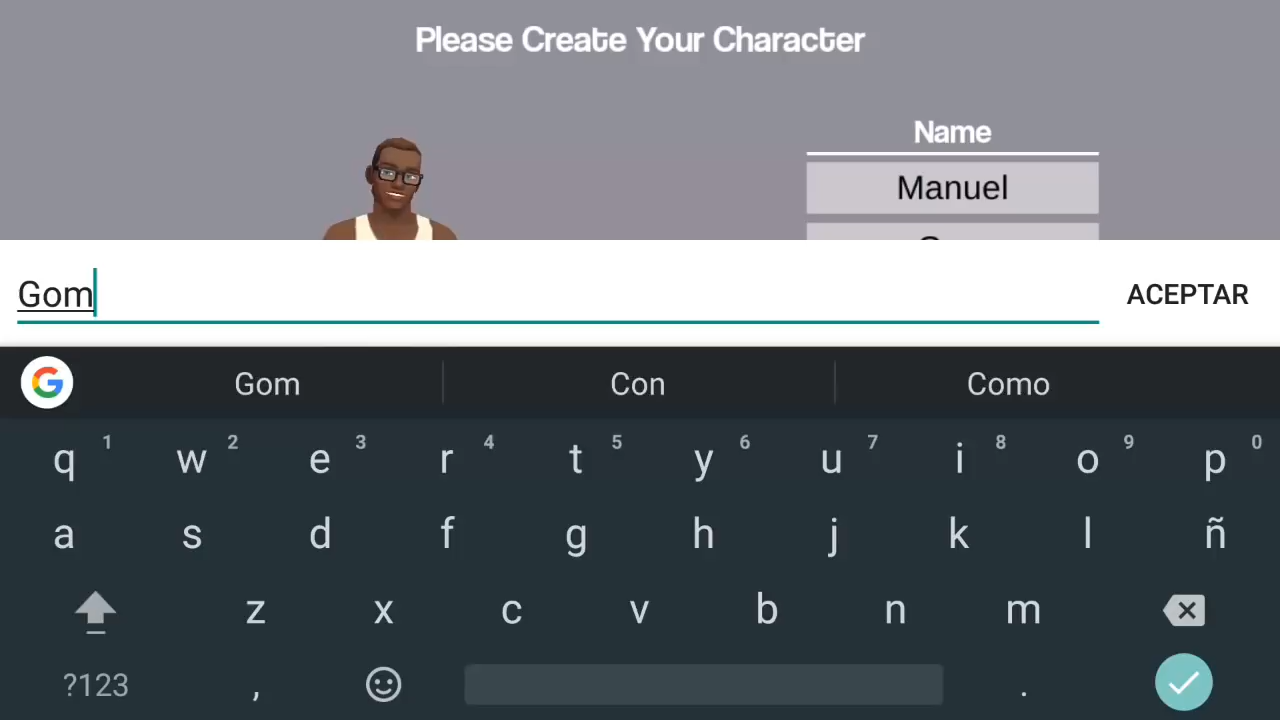 Please Create Your Character
Name
Manuel
Gom
ACEPTAR
Gom Con Como
q 1 w 2 e 3 r 4 t 5 y 6 u 7 i 8 o 9 p 0
a s d f g h j k l ñ
z x c v b n m
?123 , .